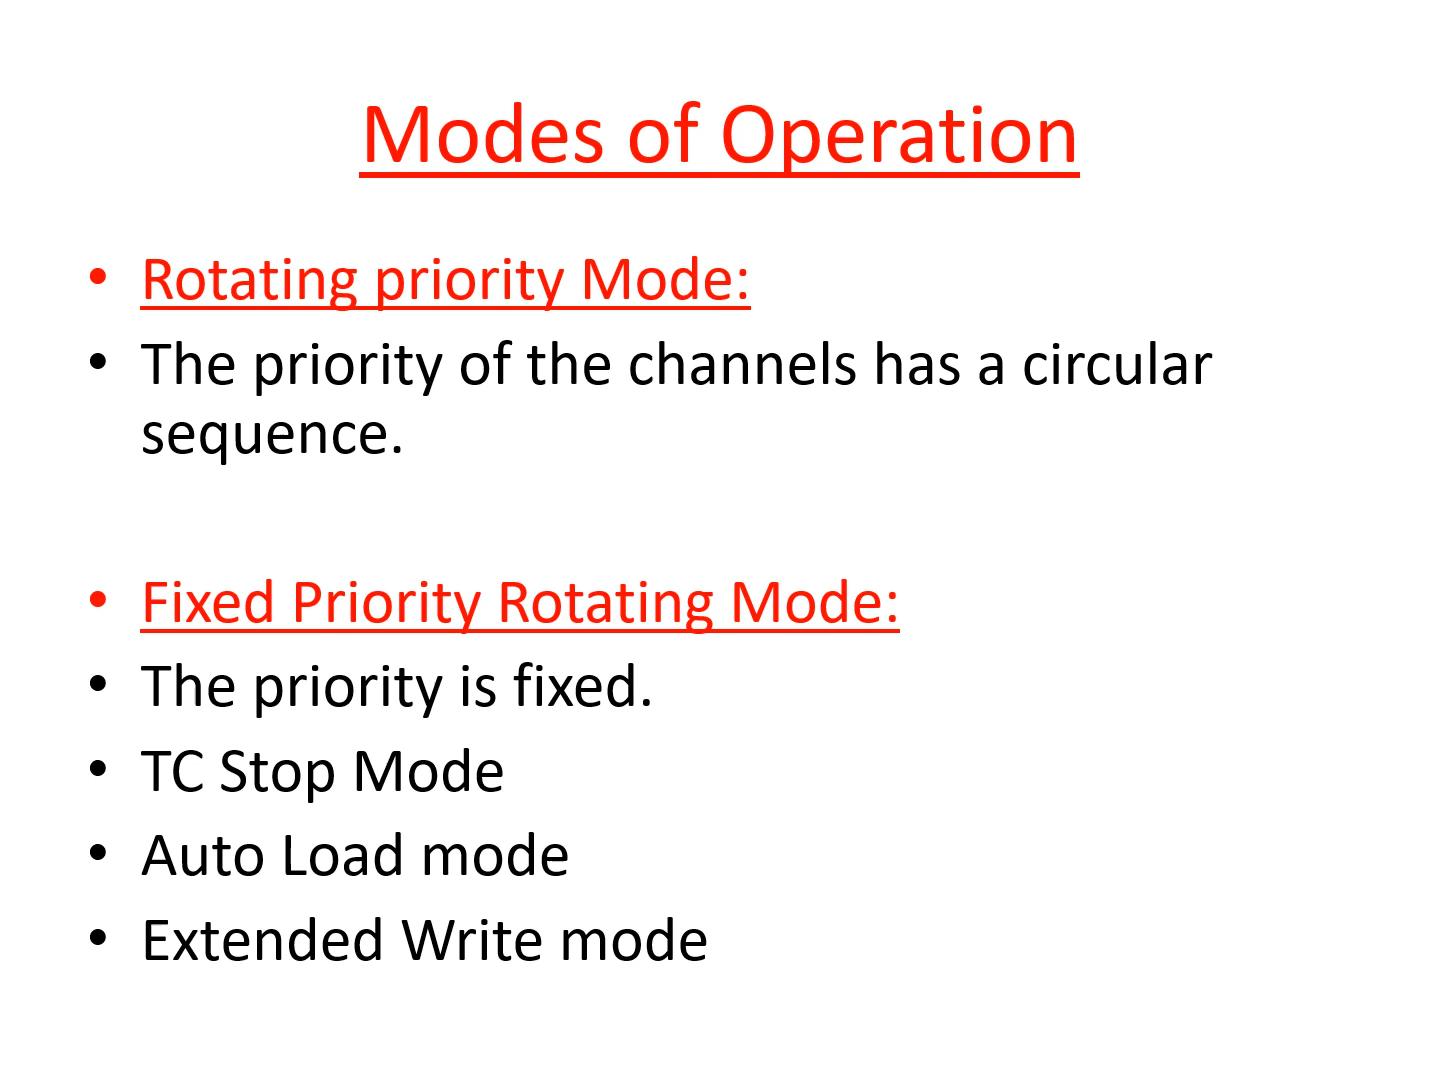 Modes of Operation
• Rotating priority Mode:
• The priority of the channels has a circular
sequence.
• Fixed Priority Rotating Mode:
• The priority is fixed.
• TC Stop Mode
• Auto Load mode
• Extended Write mode